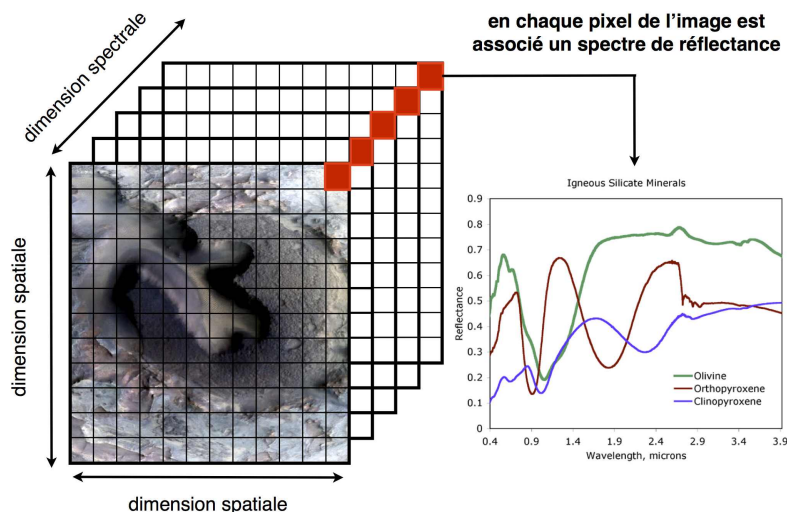 en chaque pixel de l'image est
associé un spectre de réflectance
dimension spectrale
dimension spatiale
dimension spatiale
Igneous Silicate Minerals
Reflectance
0.9
0.8
0.7
0.6
0.5
0.4
0.3
0.2
0.1
0
Olivine
Orthopyroxene
Clinopyroxene
0.4 0.9 1.4 1.9 2.4 2.9 3.4 3.9
Wavelength, microns